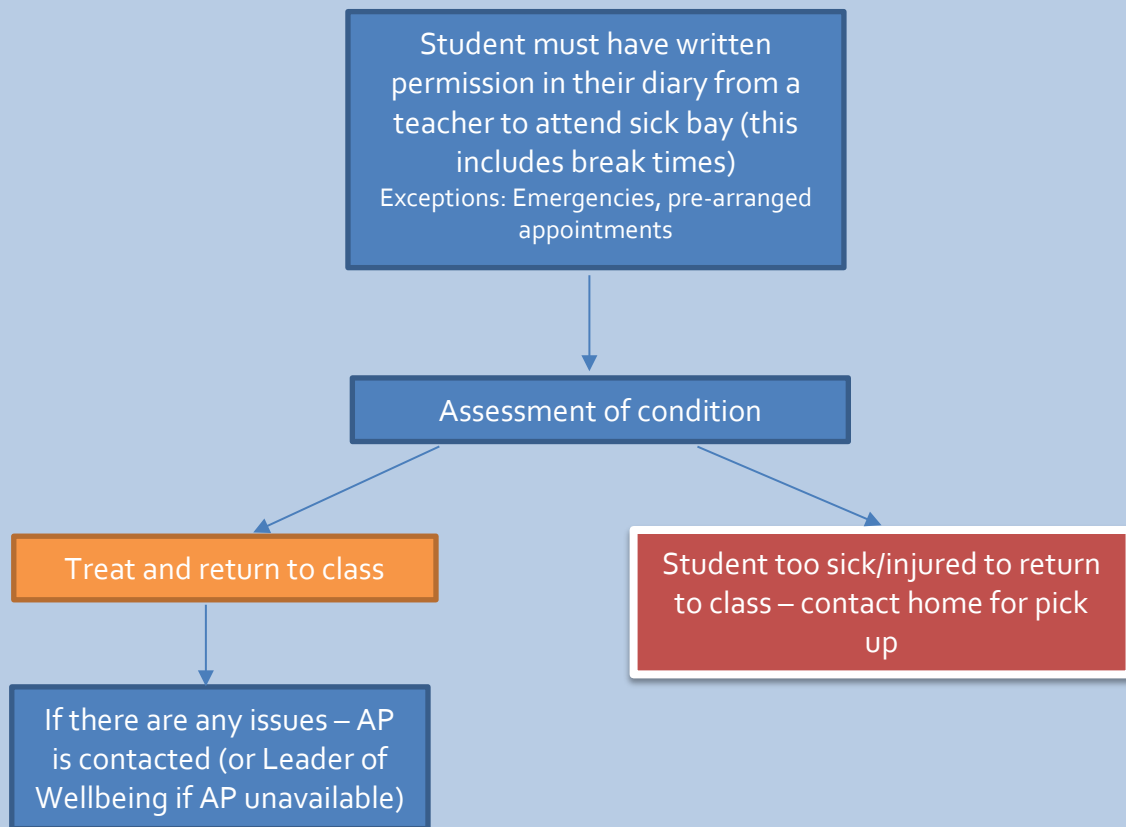 Student must have written
permission in their diary from a
teacher to attend sick bay (this
includes break times)
Exceptions: Emergencies, pre-arranged
appointments
Assessment of condition
Treat and return to class
Student too sick/injured to return
to class – contact home for pick
up
If there are any issues – AP
is contacted (or Leader of
Wellbeing if AP unavailable)